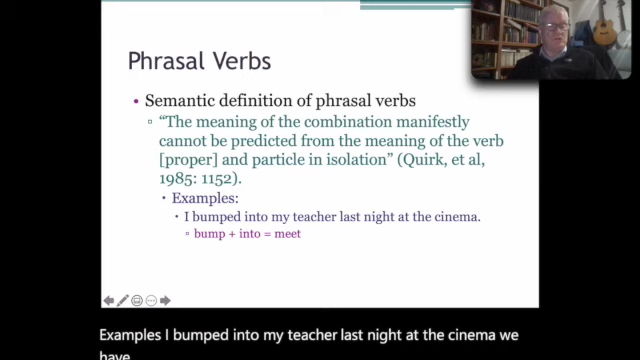 Phrasal Verbs
• Semantic definition of phrasal verbs
▫ “The meaning of the combination manifestly
cannot be predicted from the meaning of the verb
[proper] and particle in isolation” (Quirk, et al,
1985: 1152).
• Examples:
• I bumped into my teacher last night at the cinema.
▫ bump + into = meet
Examples I bumped into my teacher last night at the cinema we
have